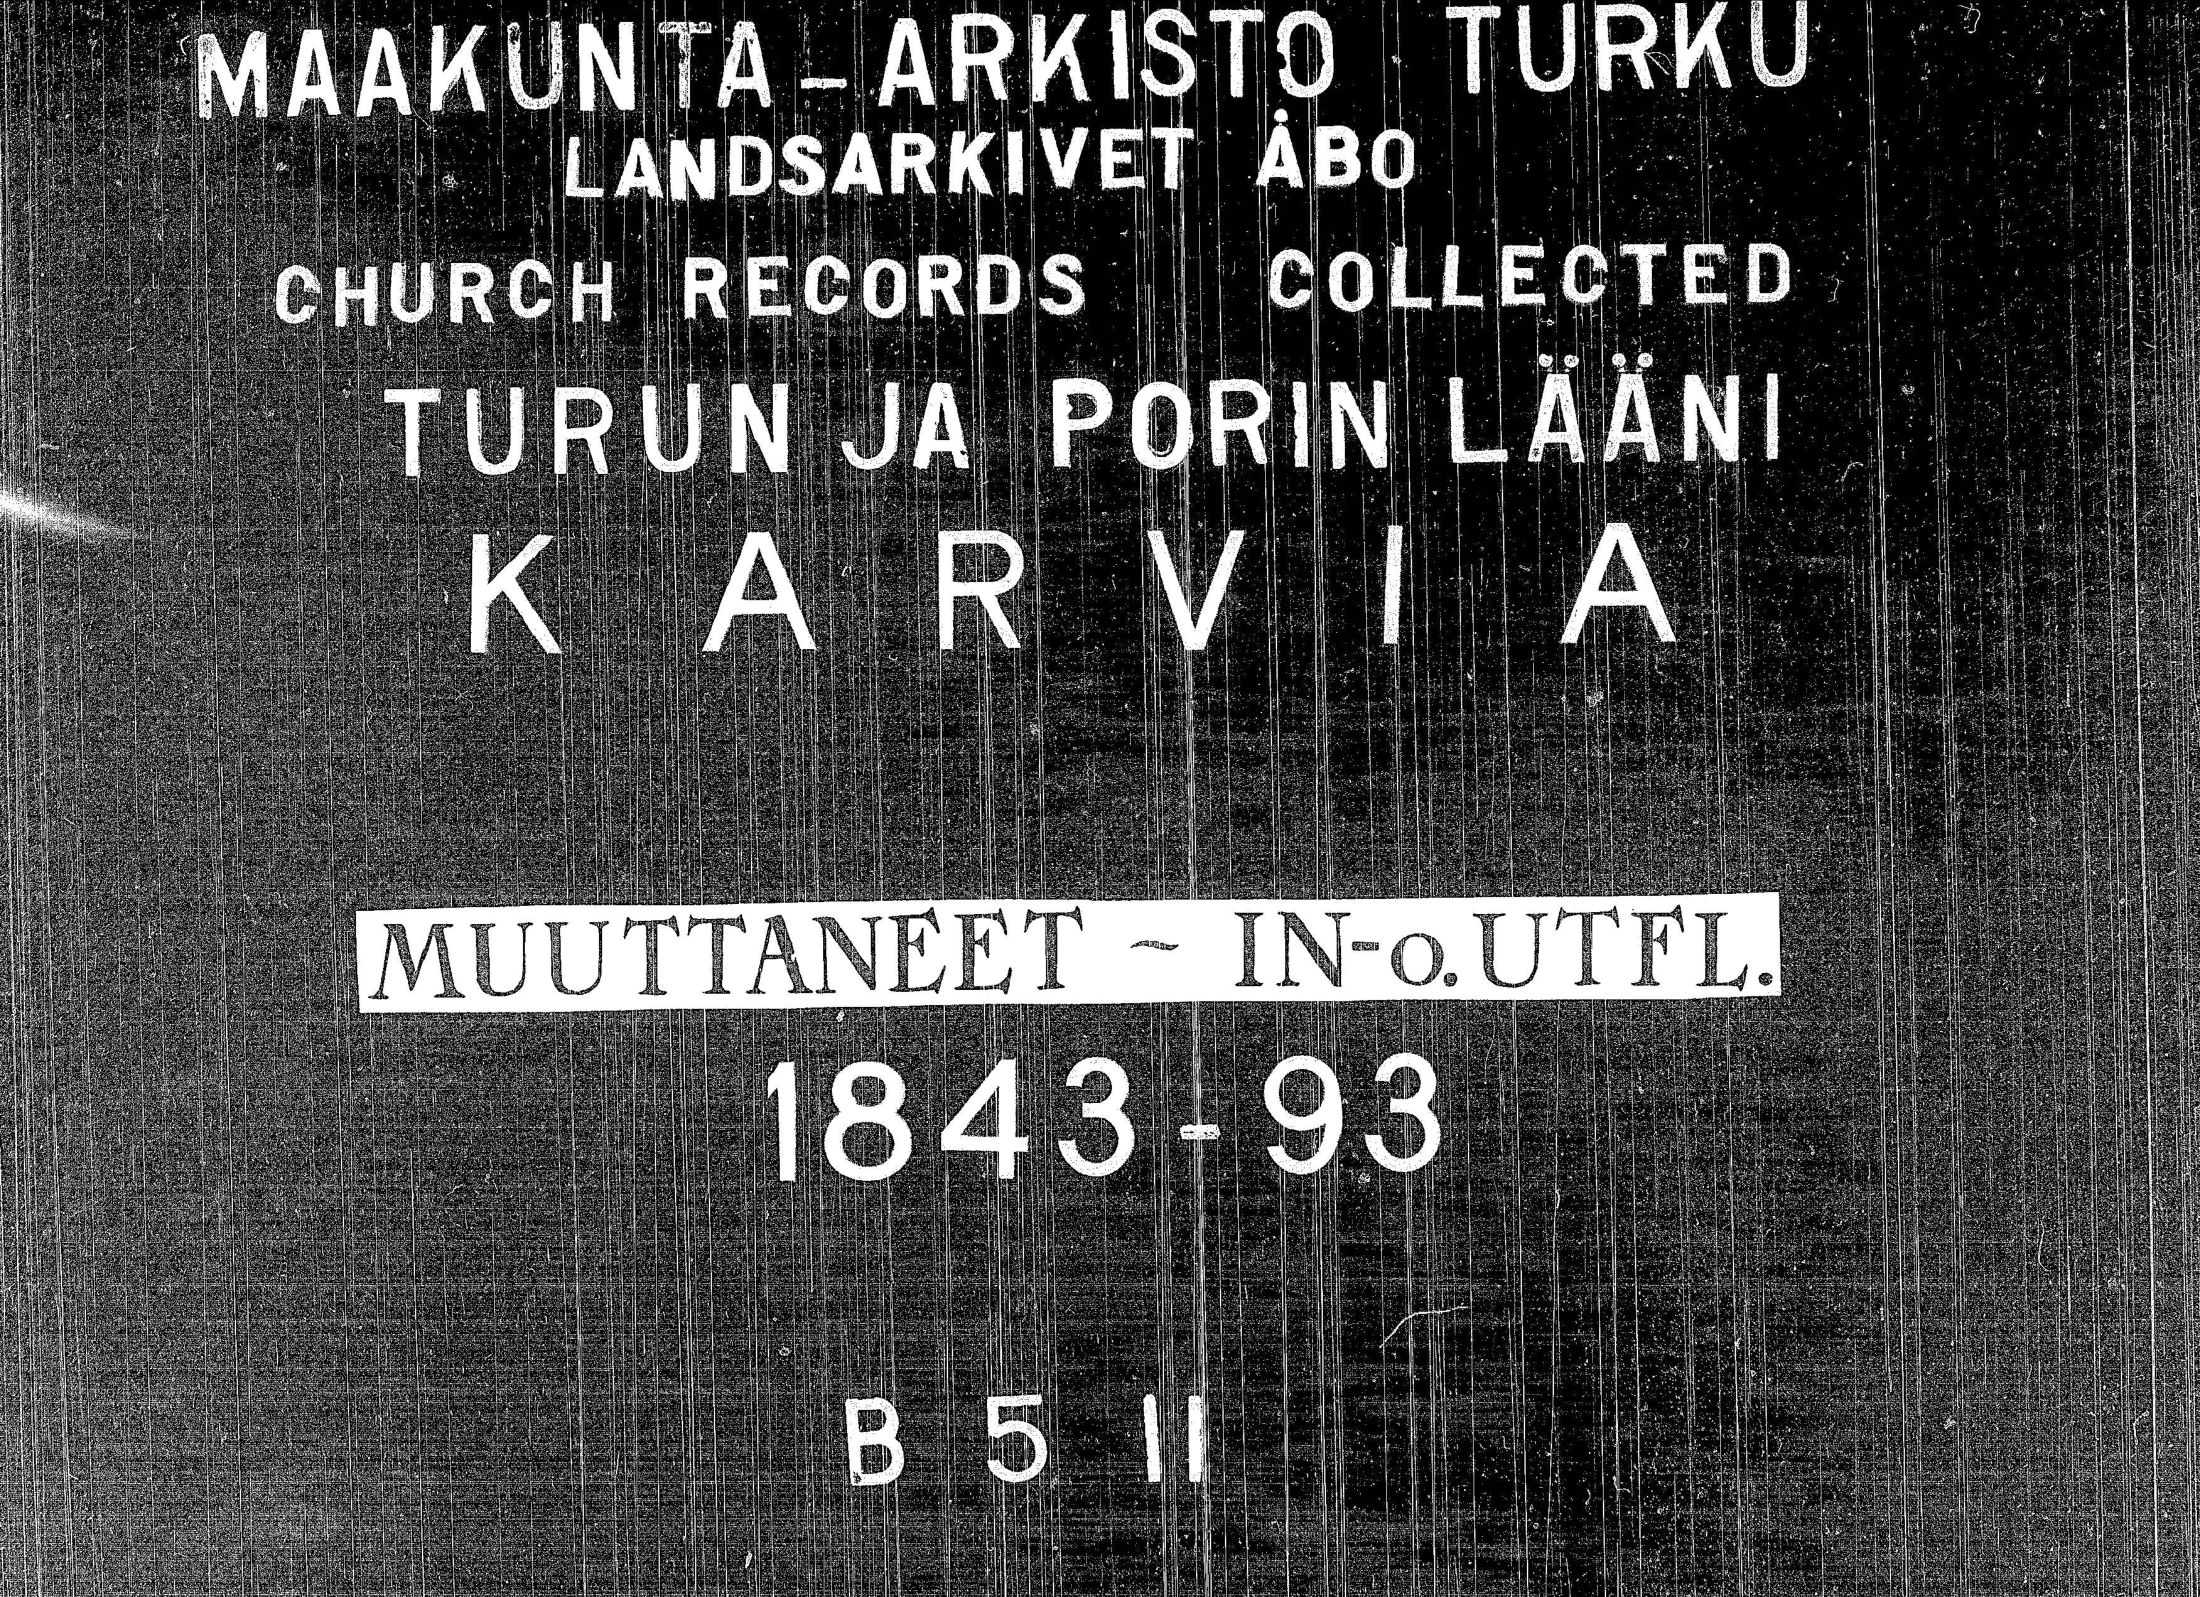 MAAKUNTA-ARKISTO TURKU
LANDSARKIVET ÅBO
CHURCH RECORDS COLLECTED
TURUN JA PORIN LÄÄNI
KARVIA
MUUTTANEET ~ IN-o.UTFL.
1843-93
B 5 II